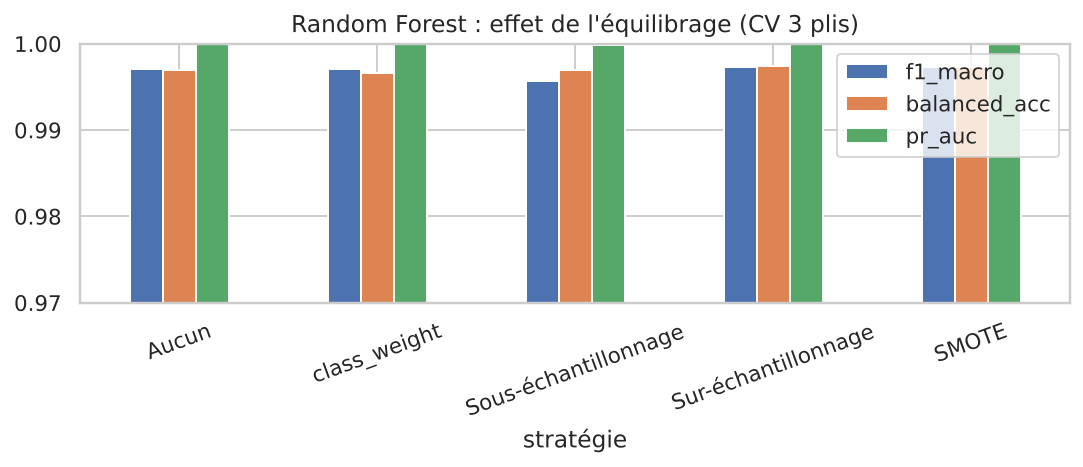 Random Forest : effet de l'équilibrage (CV 3 plis)
1.00
0.99
0.98
0.97
f1_macro
balanced_acc
pr_auc
Aucun
class_weight
Sous-échantillonnage
Sur-échantillonnage
SMOTE
stratégie